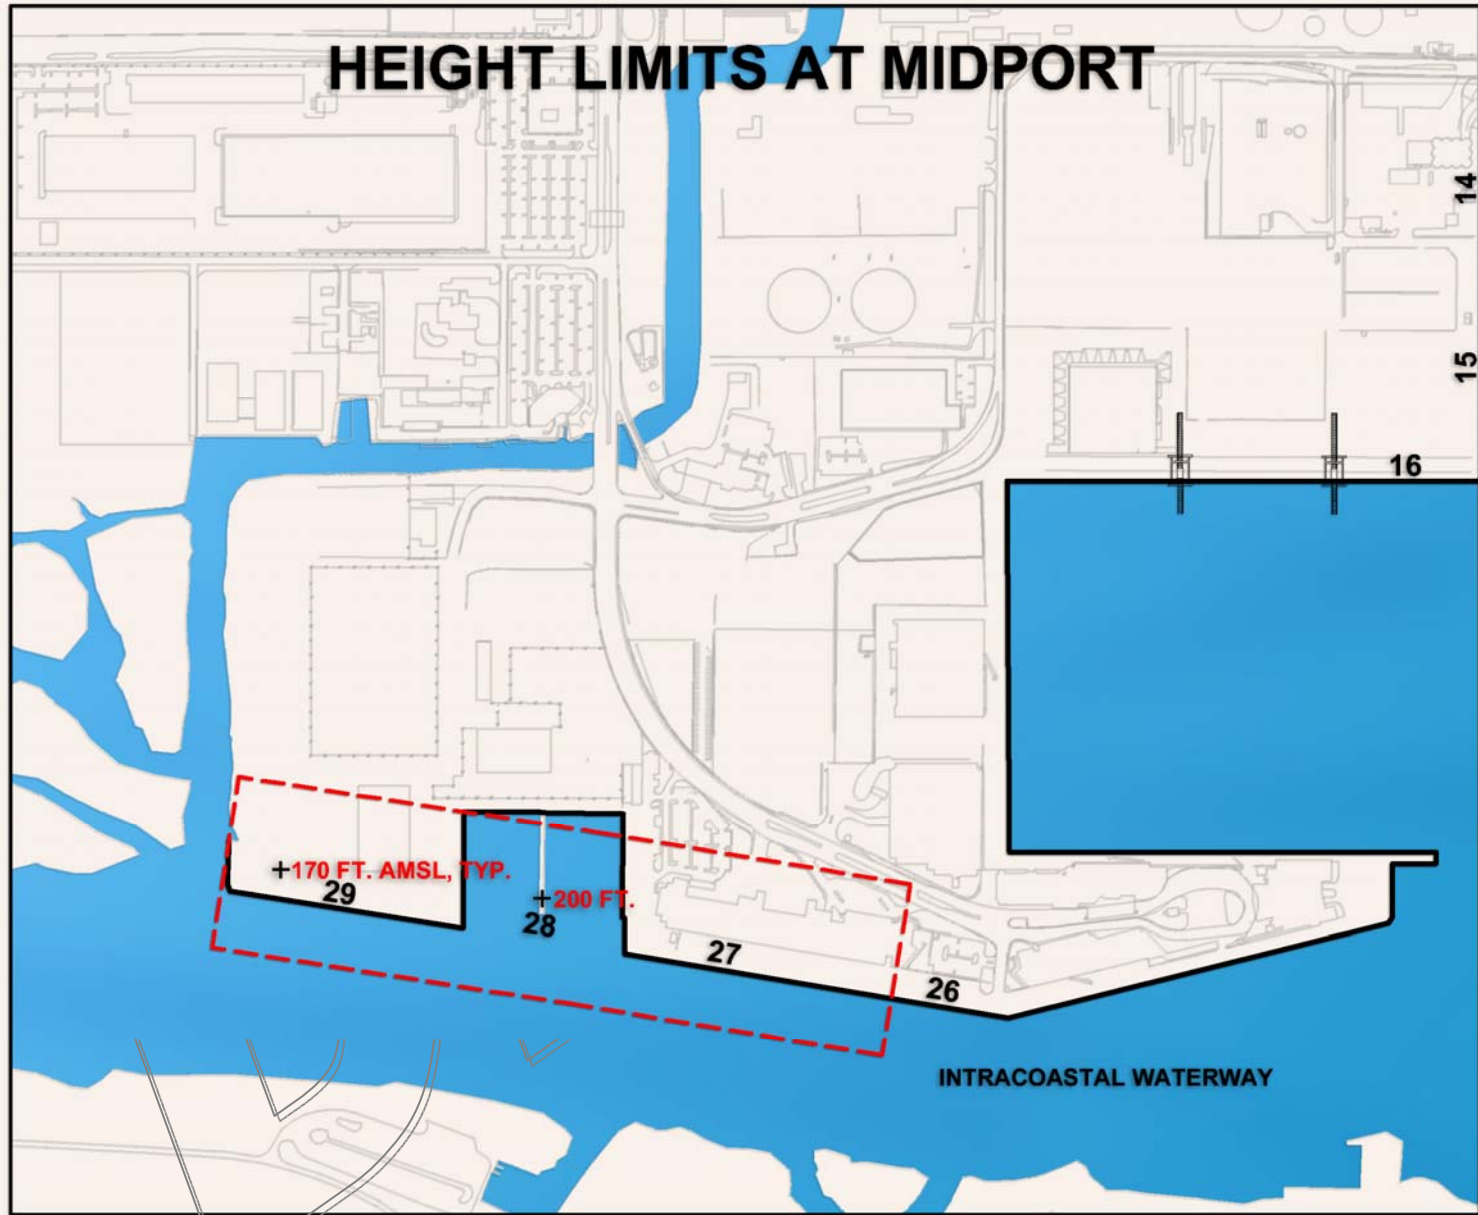 HEIGHT LIMITS AT MIDPORT
14
15
16
170 FT. AMSL, TYP.
29
200 FT.
28
27
26
INTRACOASTAL WATERWAY